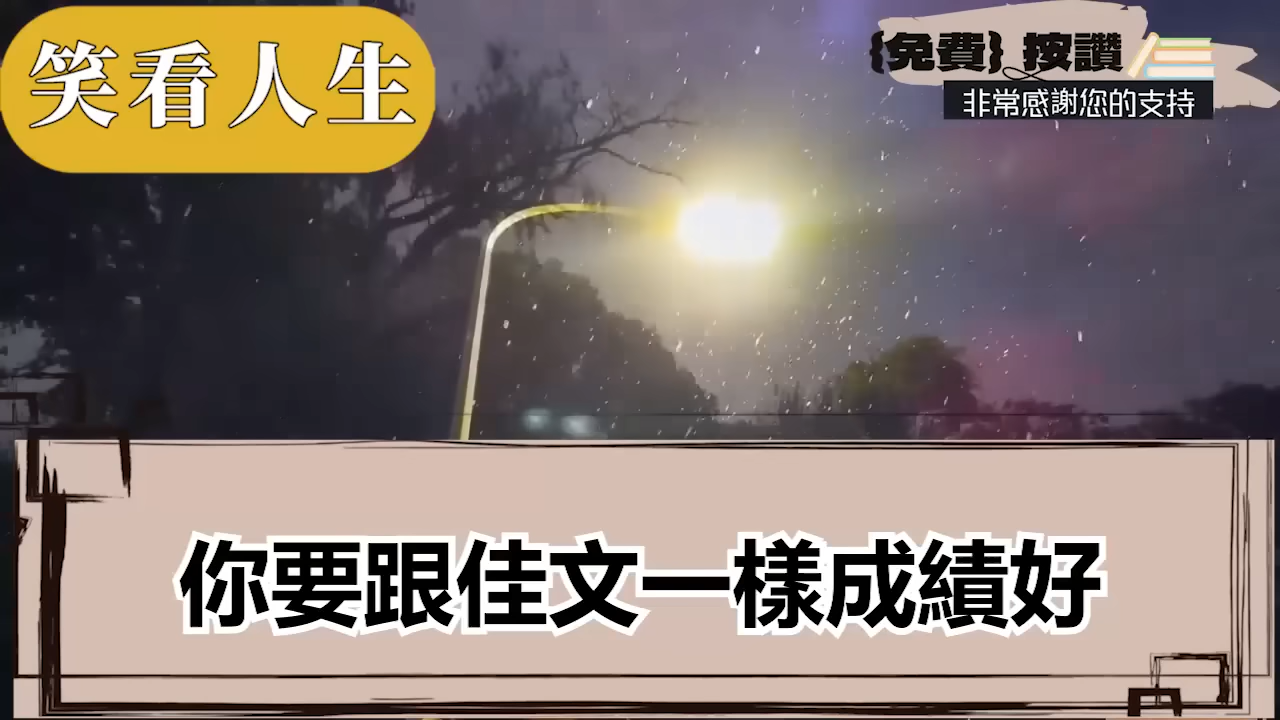 笑看人生
{免費} 按讚
非常感謝您的支持
你要跟佳文一樣成績好